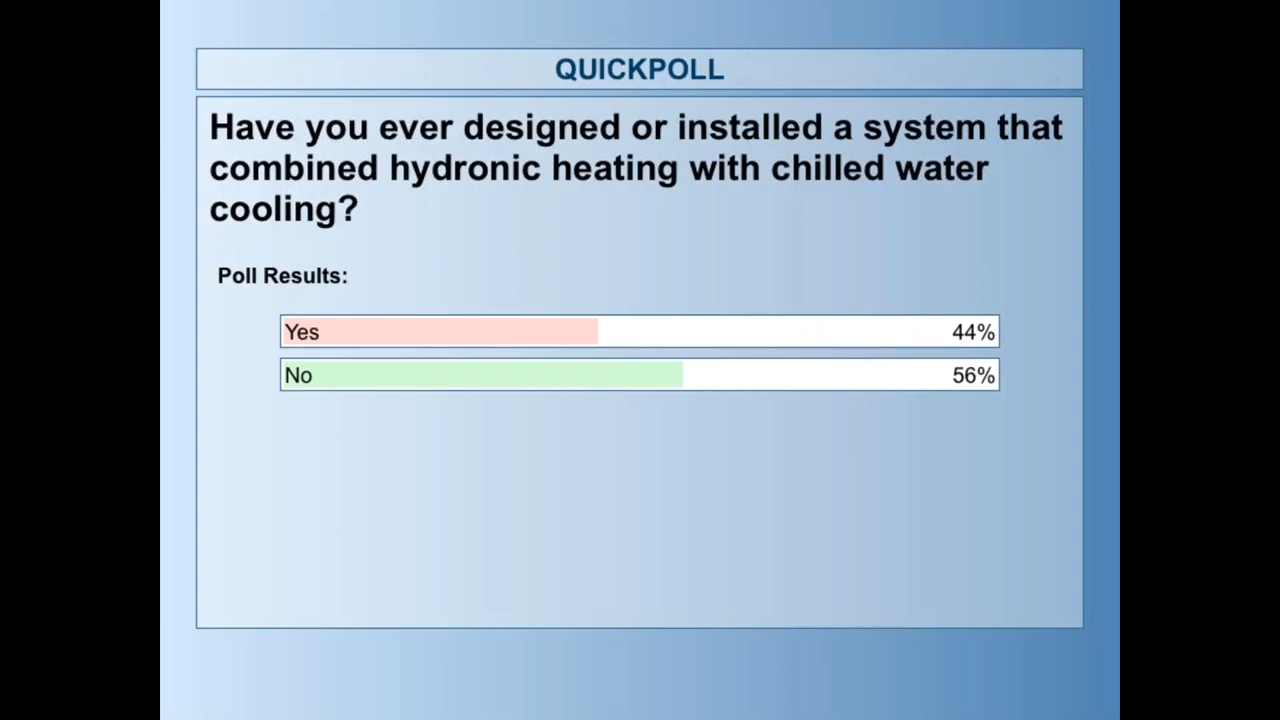 QUICKPOLL
Have you ever designed or installed a system that
combined hydronic heating with chilled water
cooling?
Poll Results:
Yes 44%
No 56%